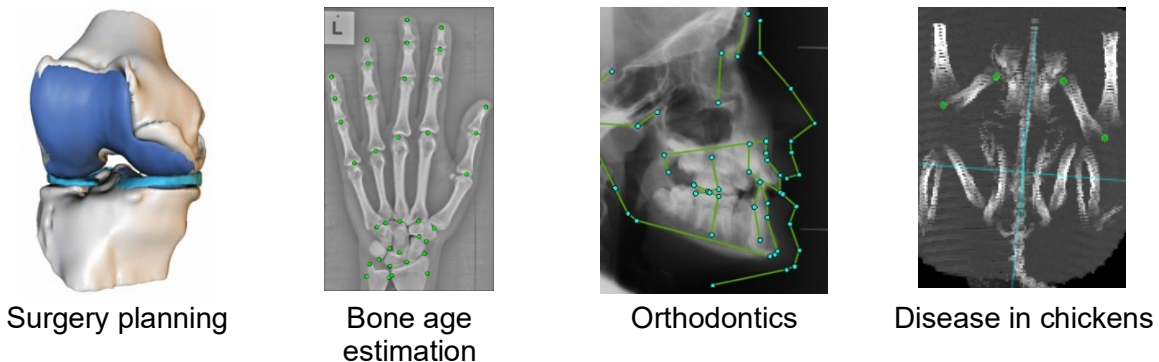 L
Surgery planning
Bone age
estimation
Orthodontics
Disease in chickens